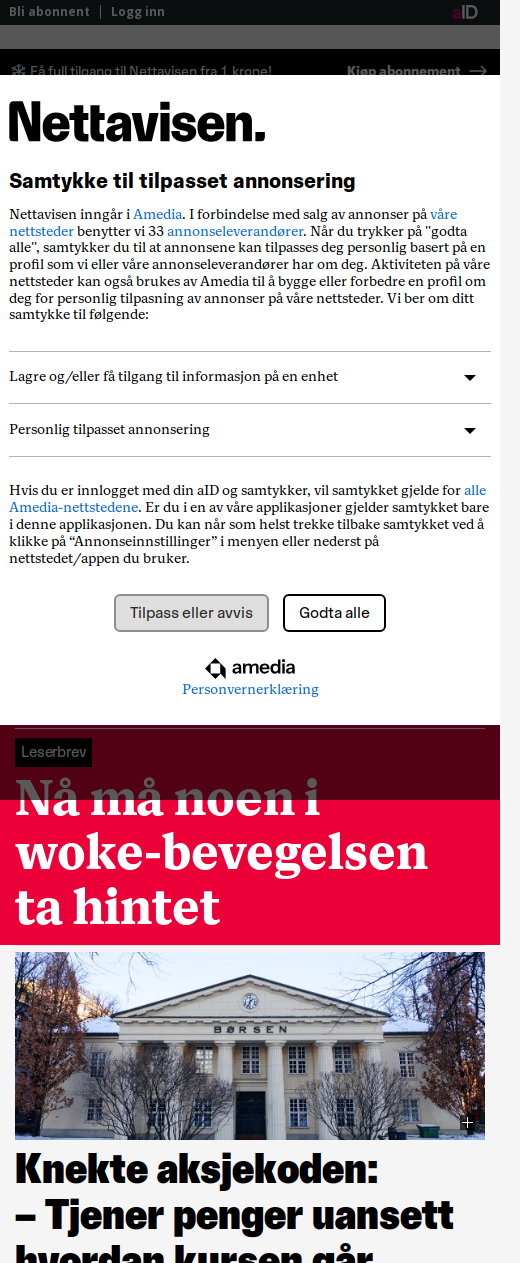 Bli abonnent | Logg inn
aID
Få full tilgang til Nettavisen fra 1 krone!
Kjøp abonnement →
Nettavisen.
Samtykke til tilpasset annonsering
Nettavisen inngår i Amedia. I forbindelse med salg av annonser på våre
nettsteder benytter vi 33 annonseleverandører. Når du trykker på "godta
alle", samtykker du til at annonsene kan tilpasses deg personlig basert på en
profil som vi eller våre annonseleverandører har om deg. Aktiviteten på våre
nettsteder kan også brukes av Amedia til å bygge eller forbedre en profil om
deg for personlig tilpasning av annonser på våre nettsteder. Vi ber om ditt
samtykke til følgende:
Lagre og/eller få tilgang til informasjon på en enhet
Personlig tilpasset annonsering
Hvis du er innlogget med din aID og samtykker, vil samtykket gjelde for alle
Amedia-nettstedene. Er du i en av våre applikasjoner gjelder samtykket bare
i denne applikasjonen. Du kan når som helst trekke tilbake samtykket ved å
klikke på “Annonseinnstillinger” i menyen eller nederst på
nettstedet/appen du bruker.
Tilpass eller avvis
Godta alle
amedia
Personvernerklæring
Leserbrev
Nå må noen i
woke-bevegelsen
ta hintet
BØRSEN
Knekte aksjekoden:
– Tjener penger uansett
hvordan kursen går